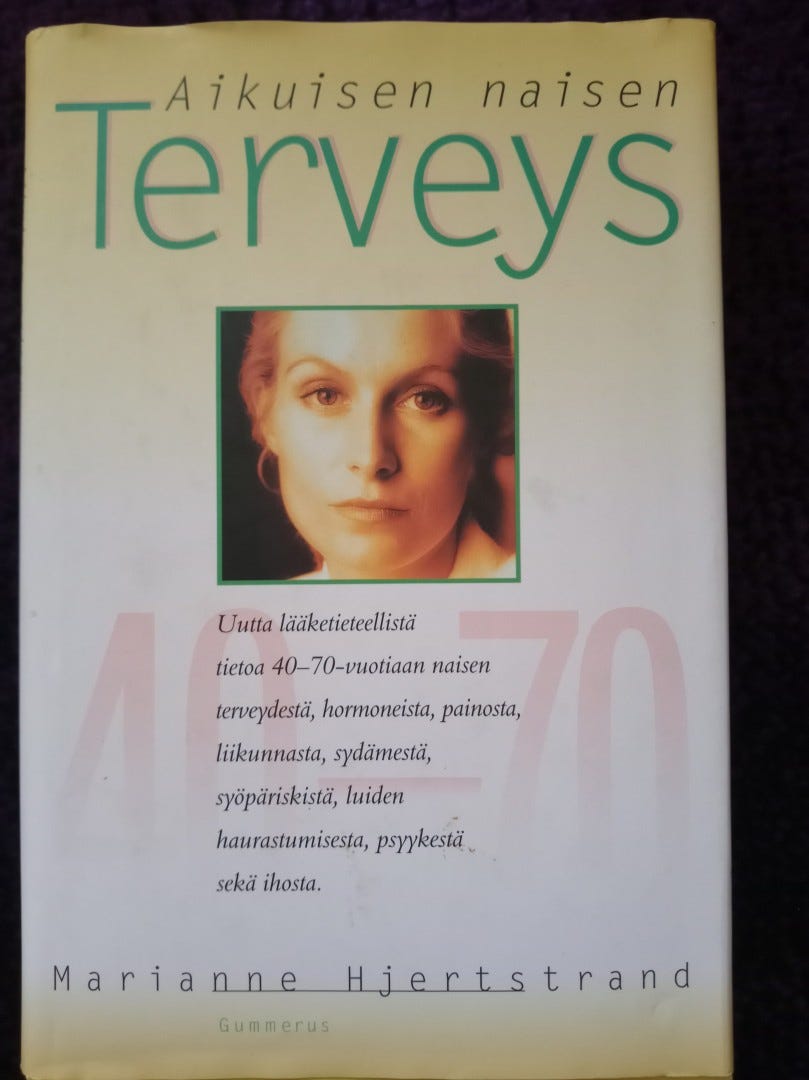 Aikuisen naisen
Terveys
40–70
Uutta lääketieteellistä
tietoa 40–70-vuotiaan naisen
terveydestä, hormoneista, painosta,
liikunnasta, sydämestä,
syöpäriskistä, luiden
haurastumisesta, psyykestä
sekä ihosta.
Marianne Hjertstrand
Gummerus